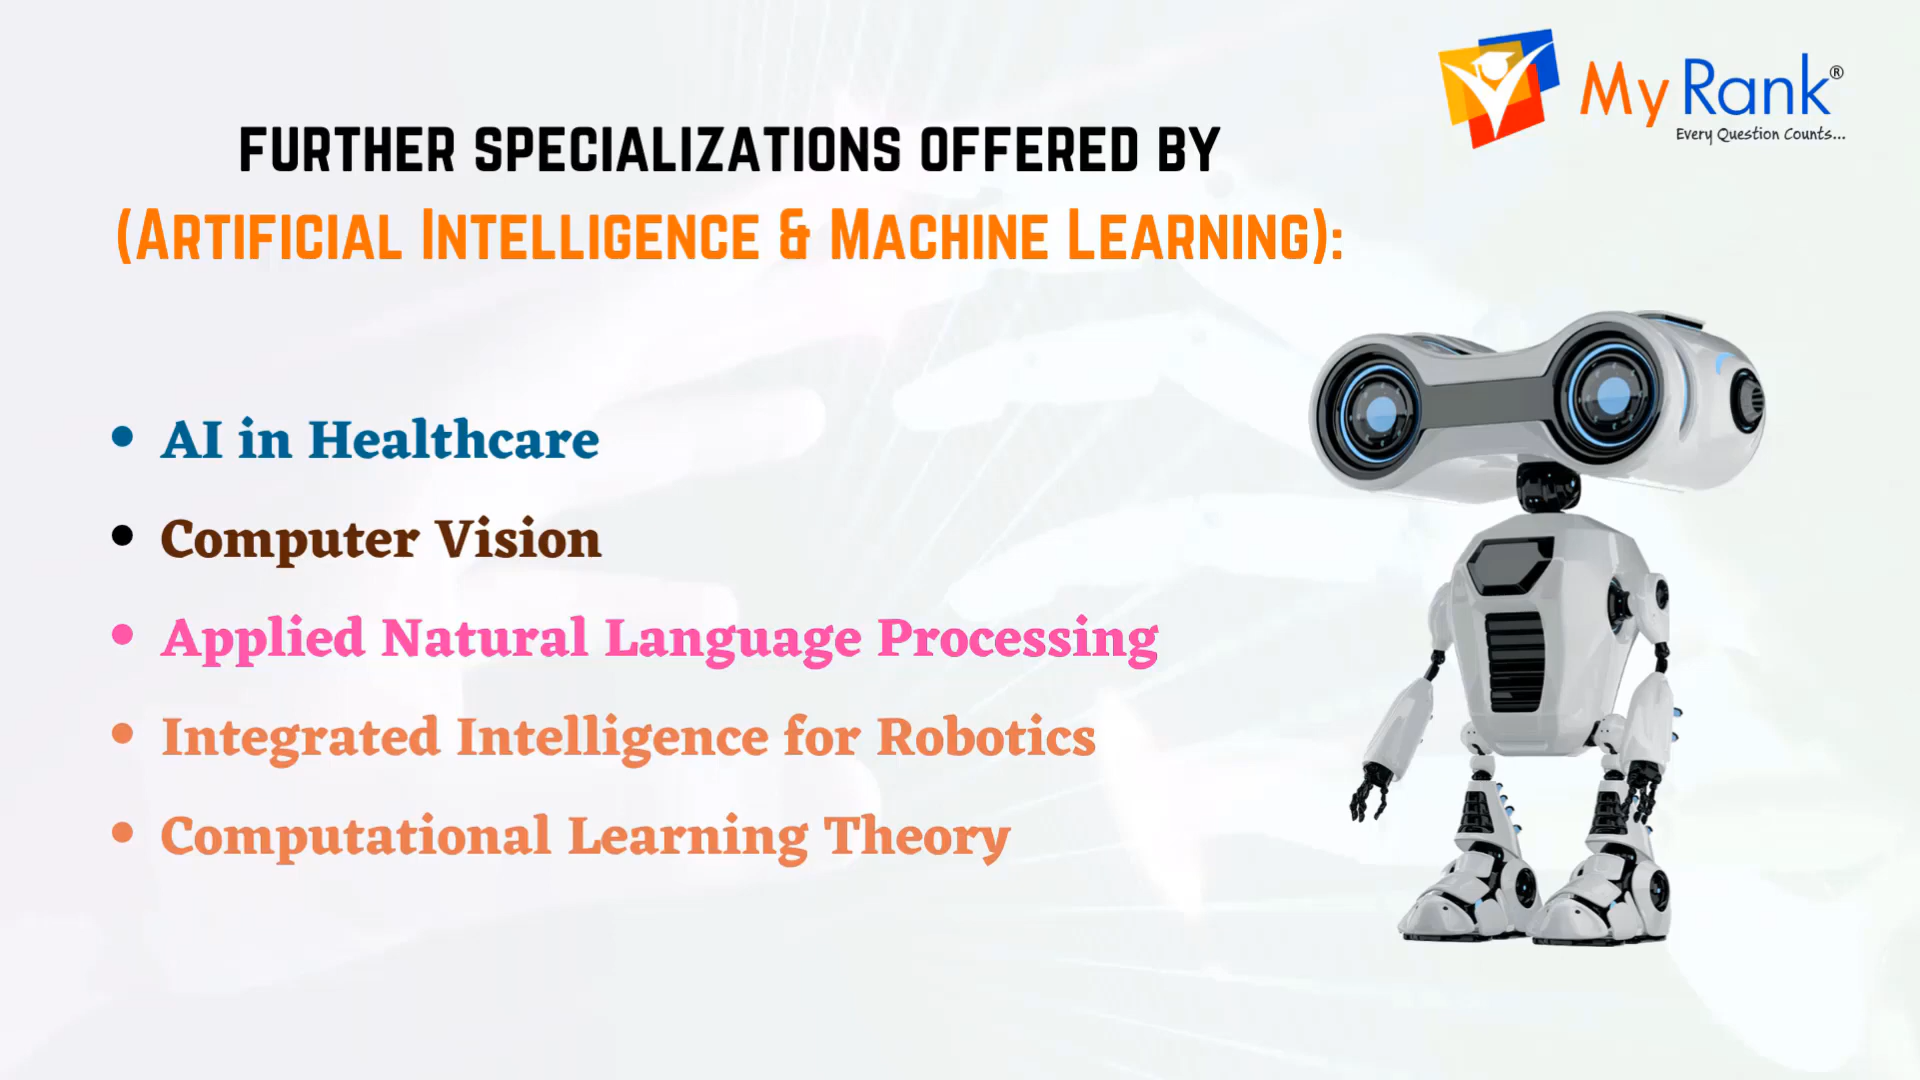 My Rank®
Every Question Counts...
FURTHER SPECIALIZATIONS OFFERED BY
(ARTIFICIAL INTELLIGENCE & MACHINE LEARNING):
• AI in Healthcare
• Computer Vision
• Applied Natural Language Processing
• Integrated Intelligence for Robotics
• Computational Learning Theory